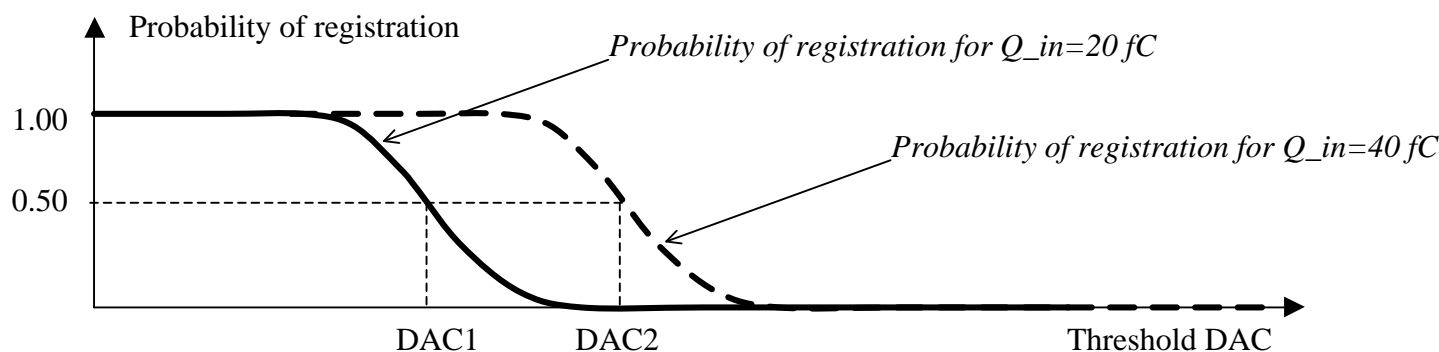 Probability of registration
Probability of registration for Q_in=20 fC
1.00
Probability of registration for Q_in=40 fC
0.50
DAC1
DAC2
Threshold DAC